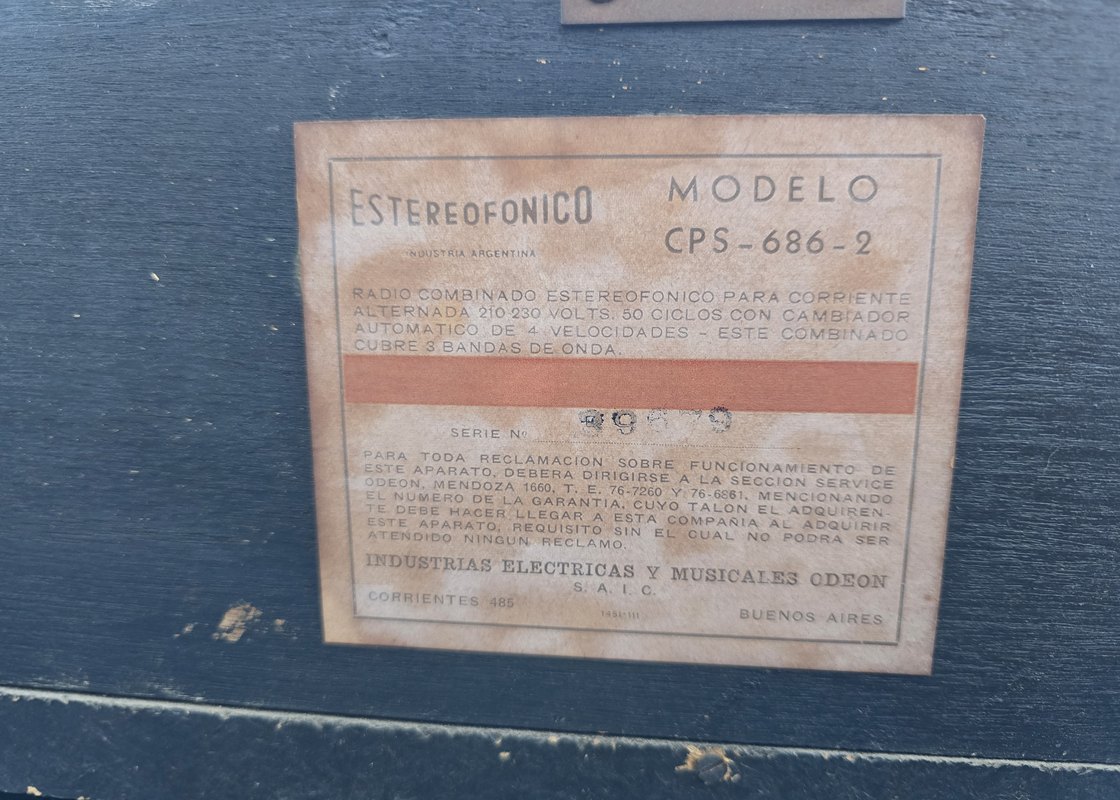 ESTEREOFONICO
INDUSTRIA ARGENTINA
MODELO
CPS-686-2
RADIO COMBINADO ESTEREOFONICO PARA CORRIENTE
ALTERNADA 210-230 VOLTS. 50 CICLOS CON CAMBIADOR
AUTOMATICO DE 4 VELOCIDADES - ESTE COMBINADO
CUBRE 3 BANDAS DE ONDA.
SERIE Nº
PARA TODA RECLAMACION SOBRE FUNCIONAMIENTO DE
ESTE APARATO, DEBERA DIRIGIRSE A LA SECCION SERVICE
ODEON, MENDOZA 1660, T. E. 76-7260 Y 76-6861, MENCIONANDO
EL NUMERO DE LA GARANTIA, CUYO TALON EL ADQUIREN-
TE DEBE HACER LLEGAR A ESTA COMPAÑIA AL ADQUIRIR
ESTE APARATO, REQUISITO SIN EL CUAL NO PODRA SER
ATENDIDO NINGUN RECLAMO.
INDUSTRIAS ELECTRICAS Y MUSICALES ODEON
S. A. I. C.
CORRIENTES 485
BUENOS AIRES